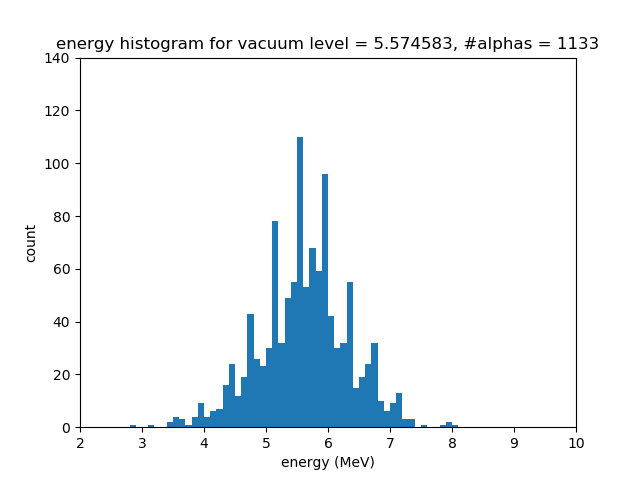 energy histogram for vacuum level = 5.574583, #alphas = 1133
140
120
100
80
60
40
20
0
count
2 3 4 5 6 7 8 9 10
energy (MeV)